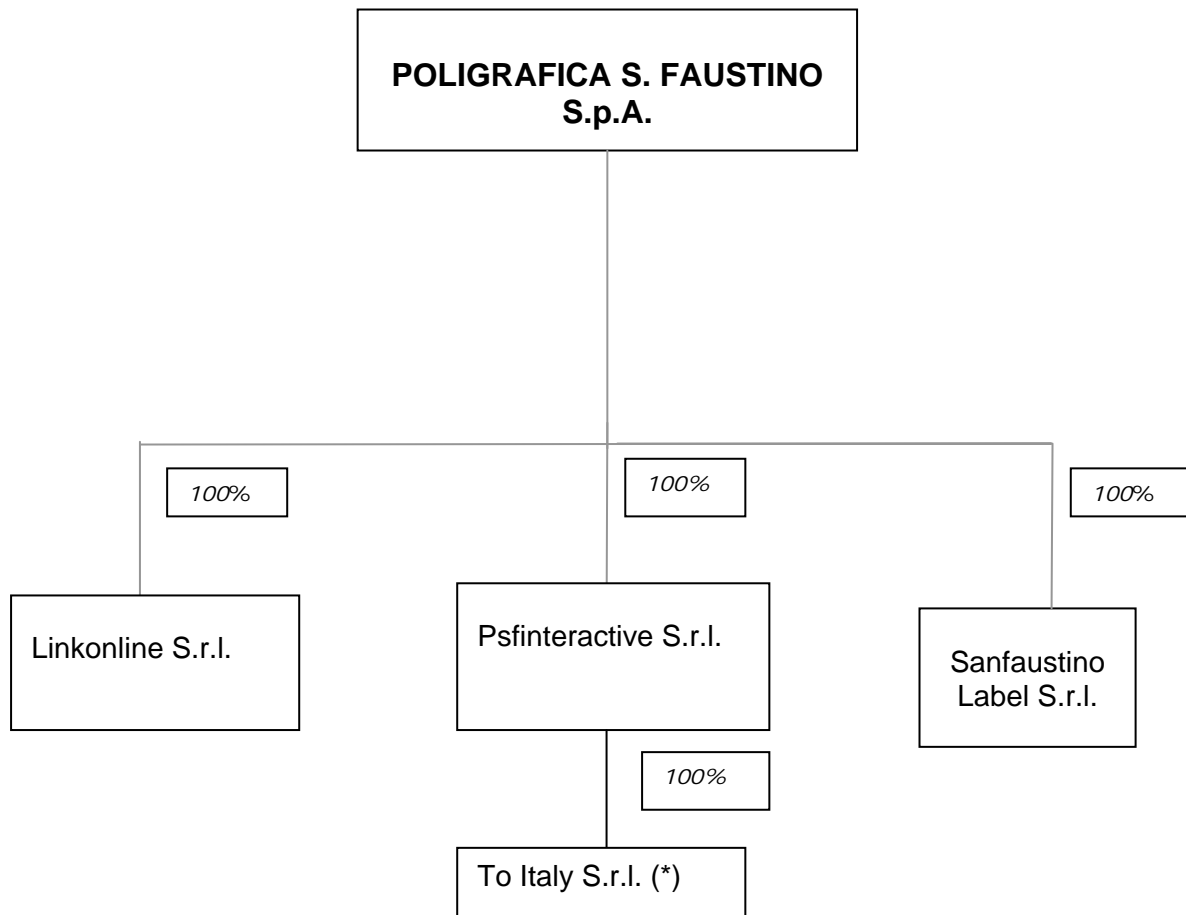 POLIGRAFICA S. FAUSTINO
S.p.A.
100%
100%
100%
Linkonline S.r.l.
Psfinteractive S.r.l.
Sanfaustino
Label S.r.l.
100%
To Italy S.r.l. (*)